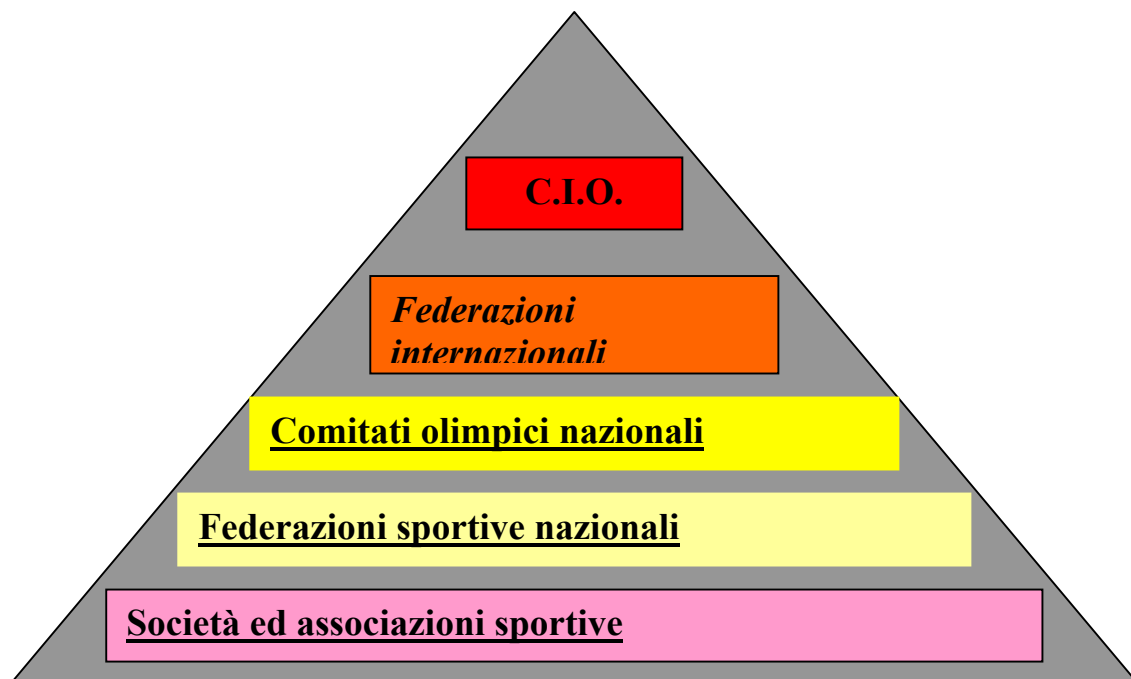 C.I.O.
Federazioni
internazionali
Comitati olimpici nazionali
Federazioni sportive nazionali
Società ed associazioni sportive